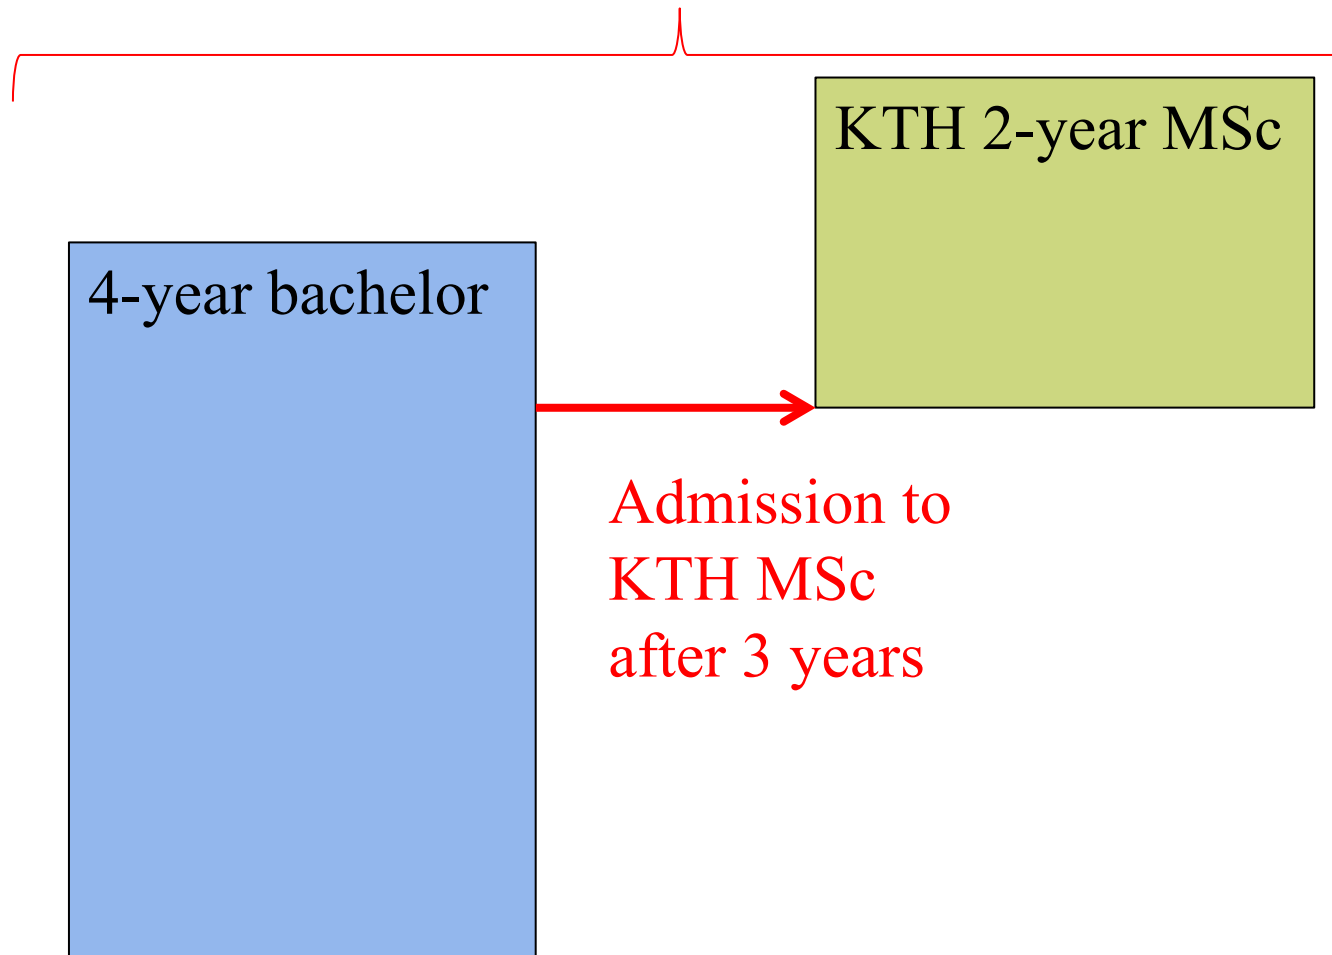 KTH 2-year MSc
4-year bachelor
Admission to
KTH MSc
after 3 years